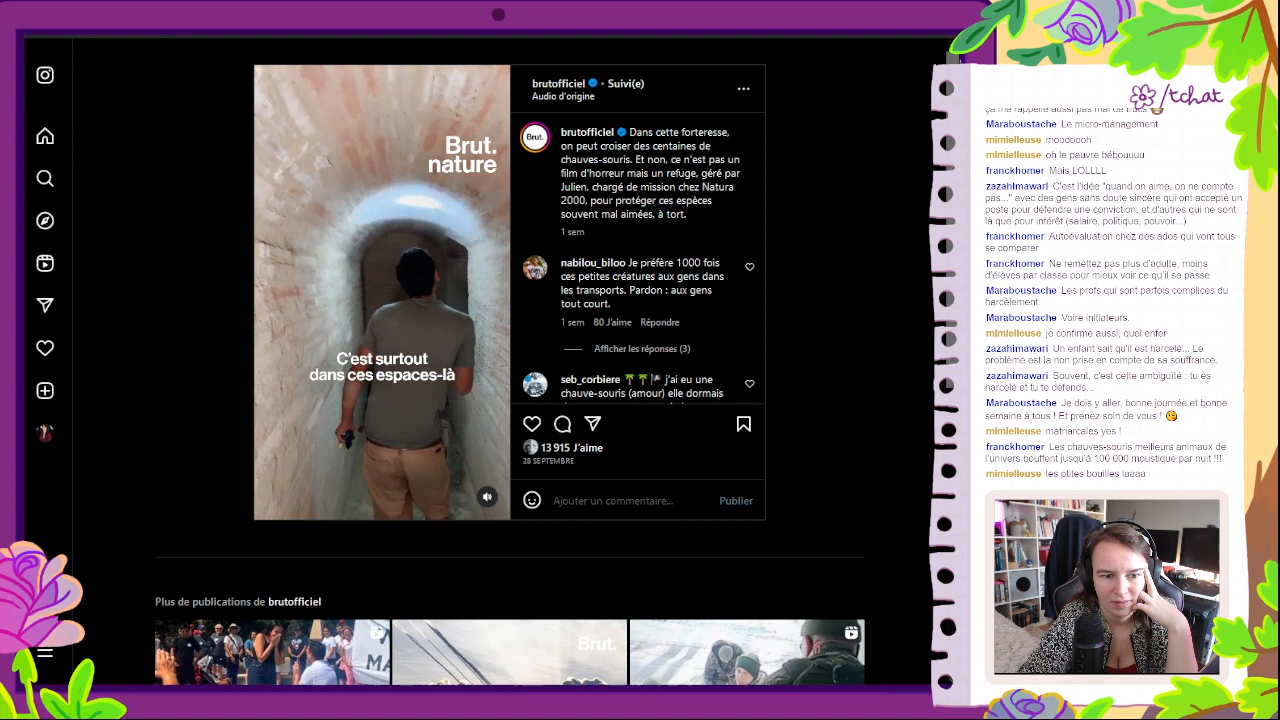 Brut.
nature
C'est surtout
dans ces espaces-là
brutofficiel • Suivi(e)
Audio d'origine
Brut.
brutofficiel Dans cette forteresse,
on peut croiser des centaines de
chauves-souris. Et non, ce n'est pas un
film d'horreur mais un refuge, géré par
Julien, chargé de mission chez Natura
2000, pour protéger ces espèces
souvent mal aimées, à tort.
1 sem
nabilou_biloo Je préfère 1000 fois
ces petites créatures aux gens dans
les transports. Pardon : aux gens
tout court.
1 sem 80 J'aime Répondre
Afficher les réponses (3)
seb_corbiere 🌴🌴🏴‍☠️ j'ai eu une
chauve-souris (amour) elle dormais
13 915 J'aime
28 SEPTEMBRE
Ajouter un commentaire... Publier
Plus de publications de brutofficiel
MA
Brut.
/tchat
ça me rappelle aussi pas mal de trucs
Maraboustache Le micro-management
mimielleuse mooooooh
mimielleuse oh le pauvre bébouuuu
franckhomer Mais LOLLLL
zazahimawari C'est l'idée "quand on aime, on ne compte
pas..." avec des gens sans doute sincère qui ont accepté un
poste pour défendre une conviction, et d'autres qui ne sont
là que pour intérêt (salaire, politique, pouvoir...)
franckhomer Autoévaluation chez des ados qui vont tous
se comparer
franckhomer Ne remettez pas plus d'adulte, moins
d'élèves par classe pour mieux voir ce qu'il se passe.
Maraboustache Les profs qui sont parfois complices du
harcèlement.
Maraboustache Voire initiateurs.
mimielleuse je confirme aussi, quel enfer
zazahimawari Un enfant sait qu'il est harcelé... Le
problème est la non prise en compte de sa souffrance.
zazahimawari Souvent, c'est cette ambiguïté : tu es
harcelé et tu te défends...
Maraboustache Je dois y aller, bonne journée et bonne
semaine à tous ! Et prenez soin de vous ! 😋
mimielleuse matriarcales yes !
franckhomer Les chauves-souris meilleurs animaux de
l'univers bouffent jusqu'à 100 000 moustique par nuit !!!
mimielleuse les ptites bouilles laaaa